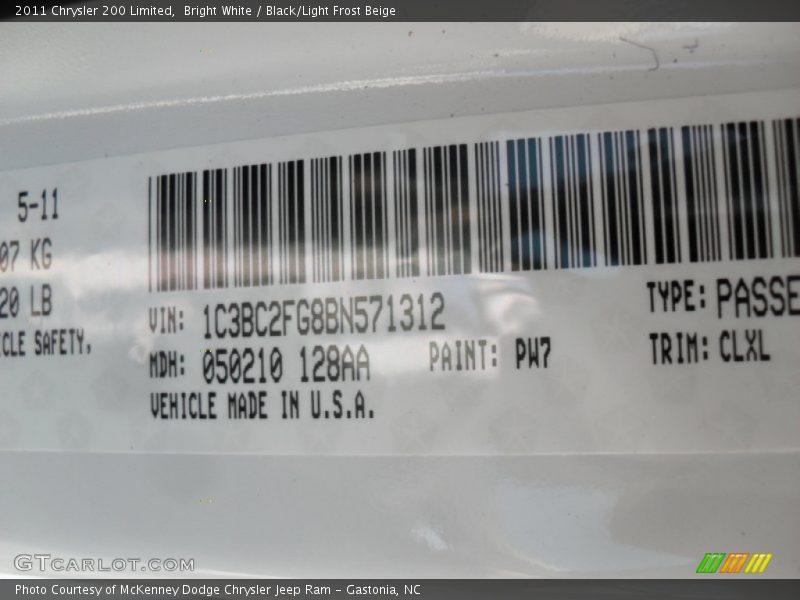 2011 Chrysler 200 Limited, Bright White / Black/Light Frost Beige
5-11
07 KG
20 LB
CLE SAFETY,
VIN: 1C3BC2FG8BN571312
TYPE: PASSE
MDH: 050210 128AA
PAINT: PW7
TRIM: CLXL
VEHICLE MADE IN U.S.A.
GTCARLOT.COM
Photo Courtesy of McKenney Dodge Chrysler Jeep Ram - Gastonia, NC